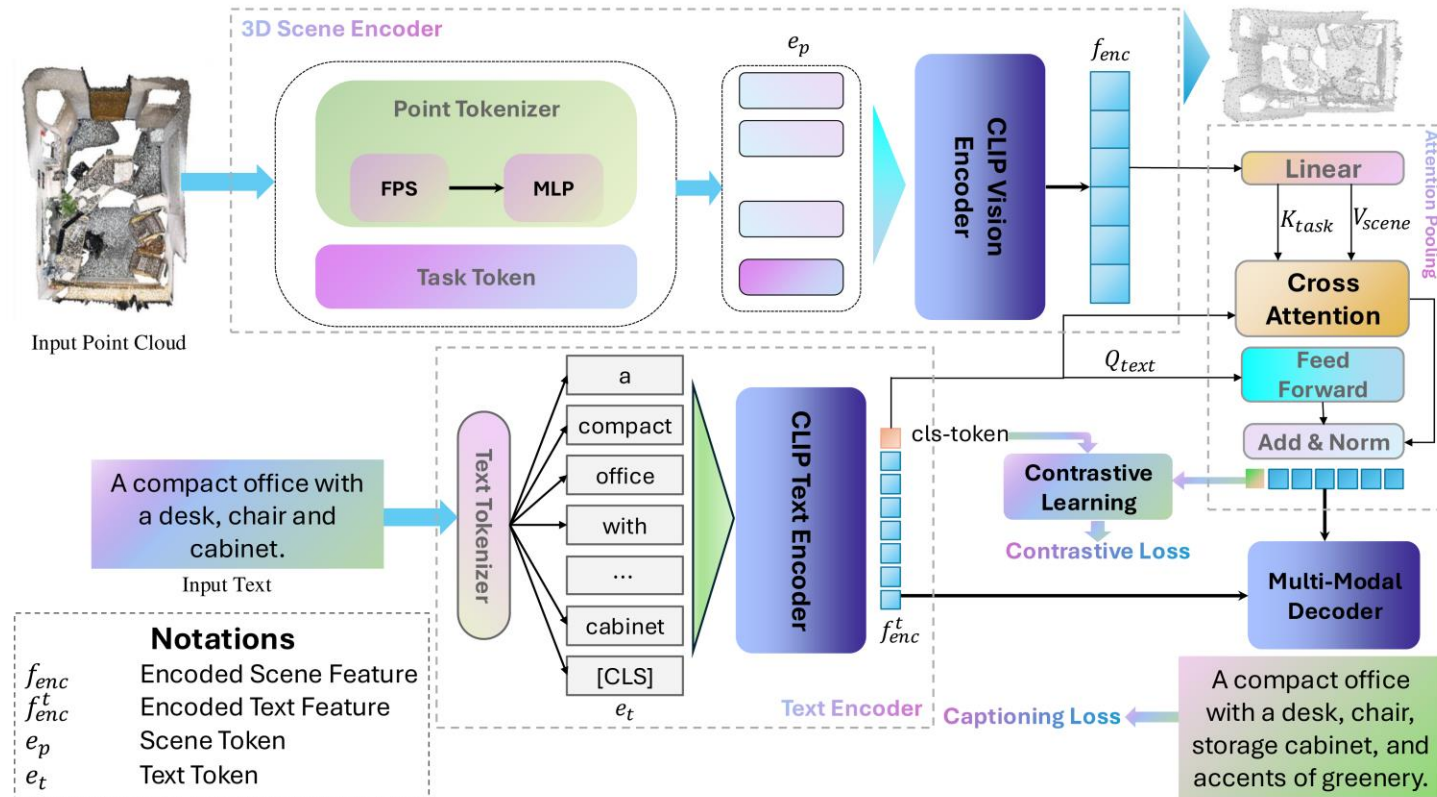 3D Scene Encoder
Point Tokenizer
FPS
MLP
Task Token
Input Point Cloud
e_p
CLIP Vision
Encoder
f_enc
Linear
K_task
V_scene
Attention Pooling
Cross
Attention
Feed
Forward
Add & Norm
Q_text
A compact office with
a desk, chair and
cabinet.
Input Text
Text Tokenizer
a
compact
office
with
...
cabinet
[CLS]
e_t
CLIP Text Encoder
f^t_enc
Text Encoder
cls-token
Contrastive
Learning
Contrastive Loss
Multi-Modal
Decoder
Captioning Loss
A compact office
with a desk, chair,
storage cabinet, and
accents of greenery.
Notations
f_enc Encoded Scene Feature
f^t_enc Encoded Text Feature
e_p Scene Token
e_t Text Token